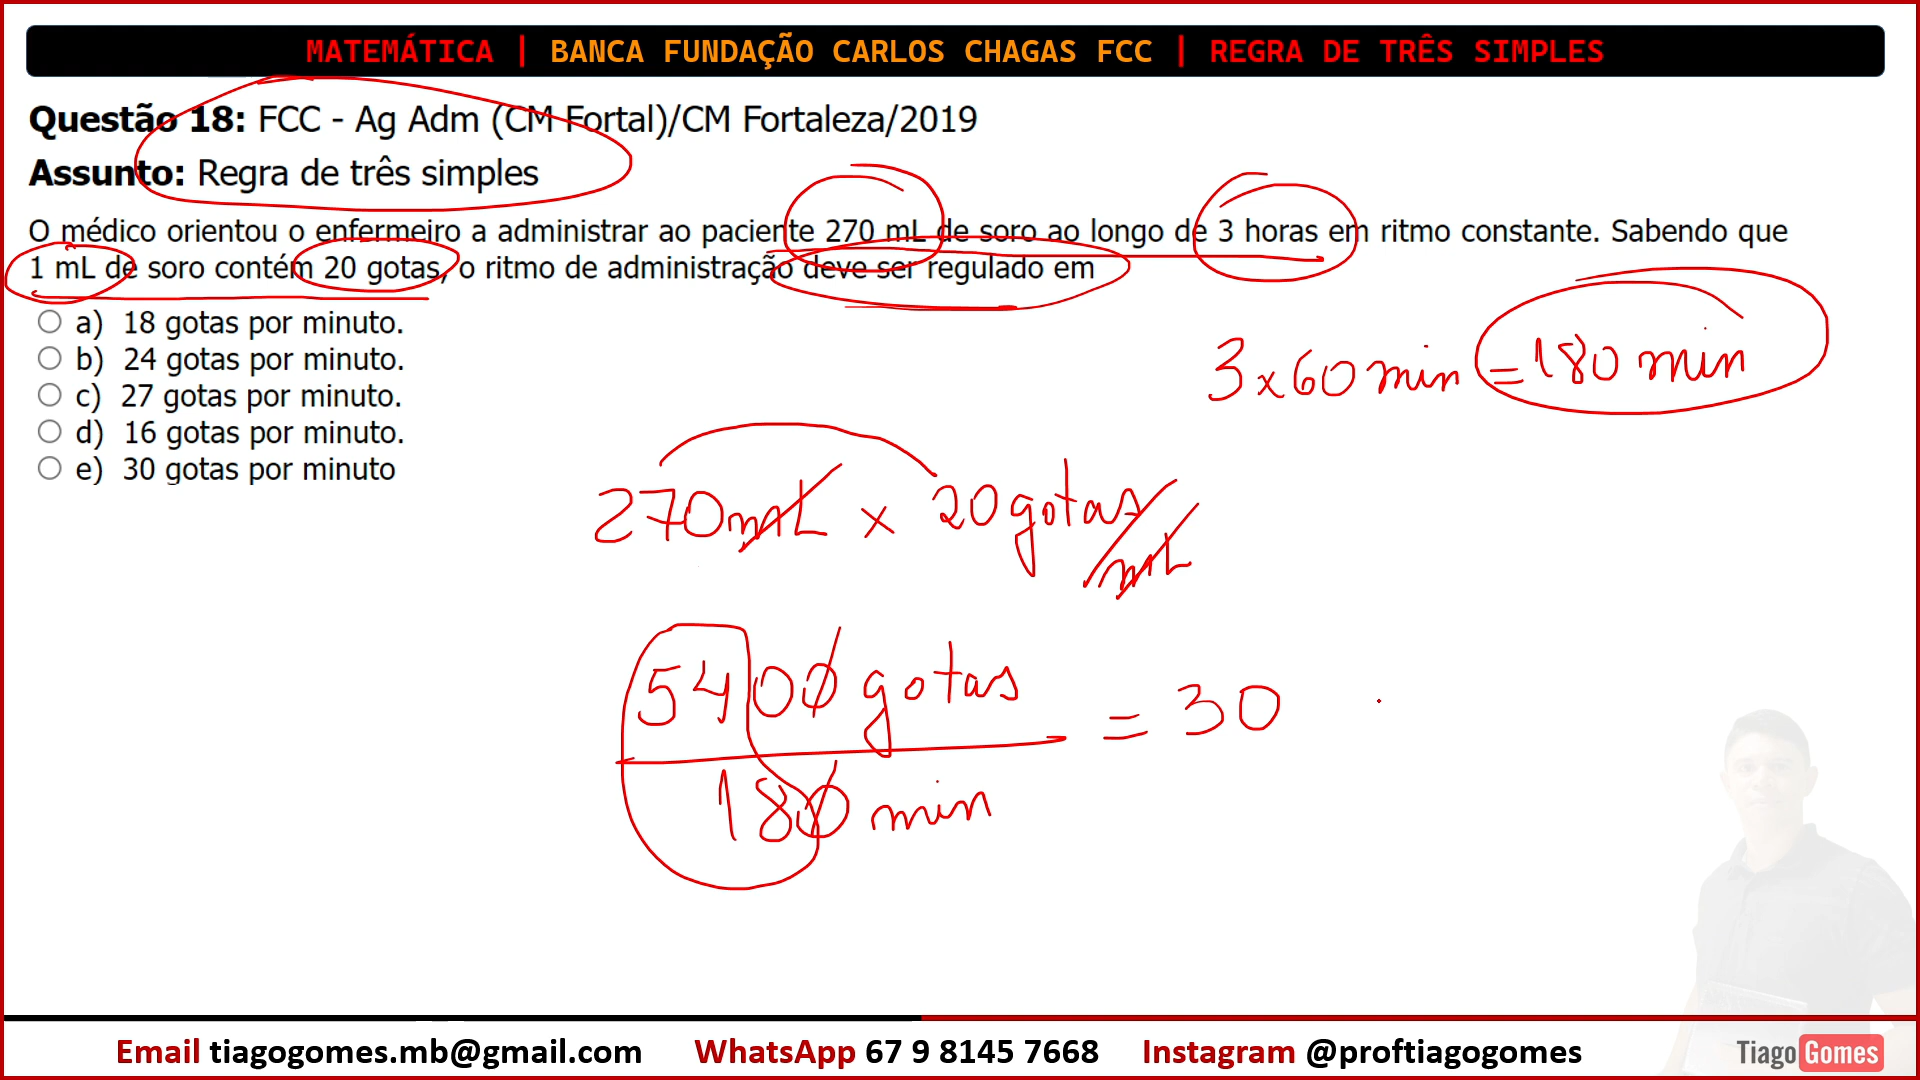 MATEMÁTICA | BANCA FUNDAÇÃO CARLOS CHAGAS FCC | REGRA DE TRÊS SIMPLES
Questão 18: FCC - Ag Adm (CM Fortal)/CM Fortaleza/2019
Assunto: Regra de três simples
O médico orientou o enfermeiro a administrar ao paciente 270 mL de soro ao longo de 3 horas em ritmo constante. Sabendo que
1 mL de soro contém 20 gotas, o ritmo de administração deve ser regulado em
a) 18 gotas por minuto.
b) 24 gotas por minuto.
c) 27 gotas por minuto.
d) 16 gotas por minuto.
e) 30 gotas por minuto
3 x 60 min = 180 min
270 mL x 20 gotas/mL
5400 gotas
= 30
180 min
Email tiagogomes.mb@gmail.com WhatsApp 67 9 8145 7668 Instagram @proftiagogomes
Tiago Gomes